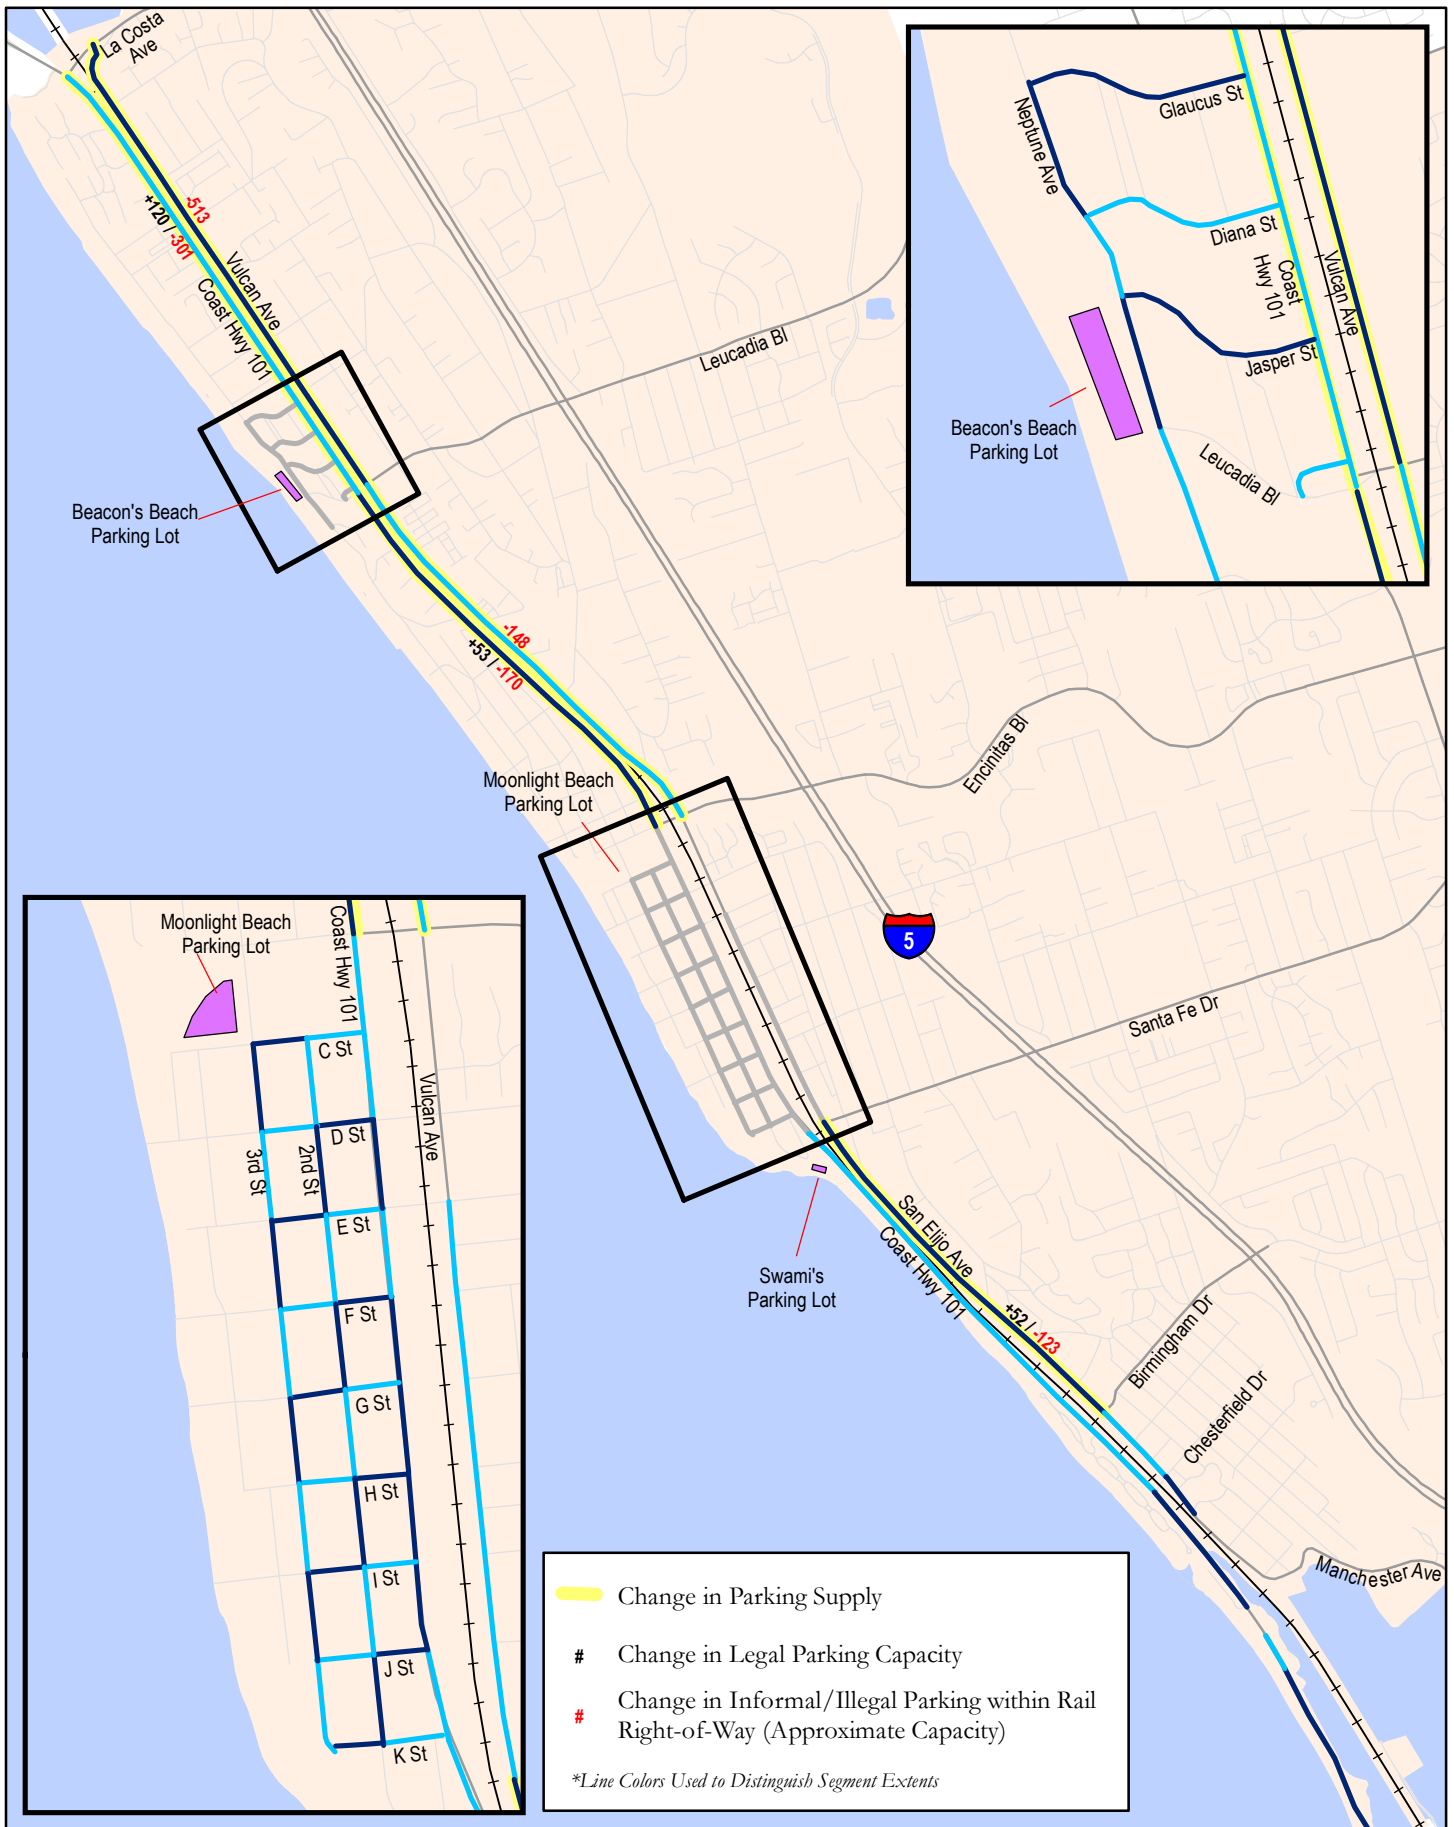 La Costa
Ave
-513
+120 / -301
Vulcan Ave
Coast Hwy 101
Leucadia Bl
Beacon's Beach
Parking Lot
Neptune Ave
Glaucus St
Diana St
Coast
Hwy 101
Vulcan Ave
Jasper St
Beacon's Beach
Parking Lot
Leucadia Bl
-148
+53 / -170
Encinitas Bl
Moonlight Beach
Parking Lot
5
Santa Fe Dr
Moonlight Beach
Parking Lot
Coast Hwy 101
C St
Vulcan Ave
D St
3rd St
2nd St
E St
F St
G St
H St
I St
J St
K St
San Elijo Ave
Coast Hwy 101
Swami's
Parking Lot
+52 / -123
Birmingham Dr
Chesterfield Dr
Manchester Ave
Change in Parking Supply
# Change in Legal Parking Capacity
# Change in Informal/Illegal Parking within Rail
Right-of-Way (Approximate Capacity)
*Line Colors Used to Distinguish Segment Extents